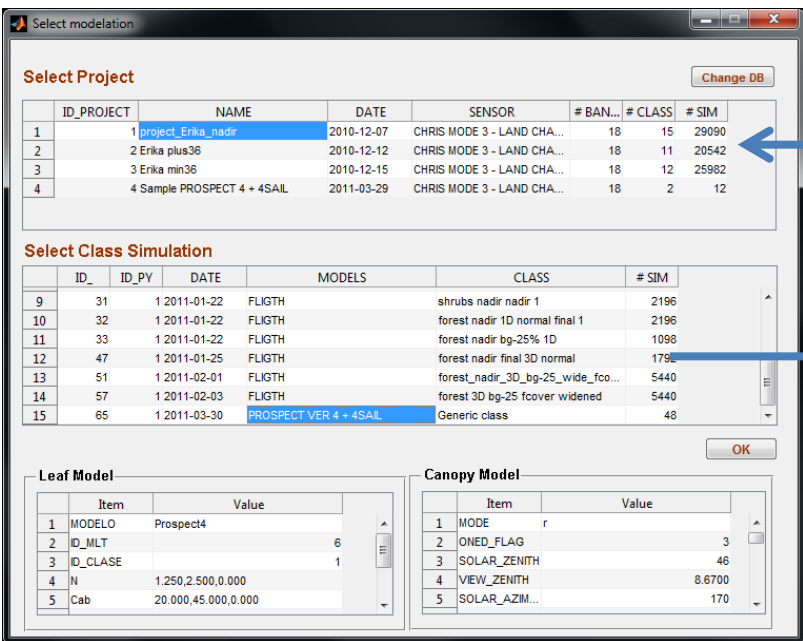 Select modelation
Select Project
Change DB
ID_PROJECT NAME DATE SENSOR # BAN... # CLASS # SIM
1 1 project_Erika_nadir 2010-12-07 CHRIS MODE 3 - LAND CHA... 18 15 29090
2 2 Erika plus36 2010-12-12 CHRIS MODE 3 - LAND CHA... 18 11 20542
3 3 Erika min36 2010-12-15 CHRIS MODE 3 - LAND CHA... 18 12 25982
4 4 Sample PROSPECT 4 + 4SAIL 2011-03-29 CHRIS MODE 3 - LAND CHA... 18 2 12
Select Class Simulation
ID_ ID_PY DATE MODELS CLASS # SIM
9 31 1 2011-01-22 FLIGTH shrubs nadir nadir 1 2196
10 32 1 2011-01-22 FLIGTH forest nadir 1D normal final 1 2196
11 33 1 2011-01-22 FLIGTH forest nadir bg-25% 1D 1098
12 47 1 2011-01-25 FLIGTH forest nadir final 3D normal 1792
13 51 1 2011-02-01 FLIGTH forest_nadir_3D_bg-25_wide_fco... 5440
14 57 1 2011-02-03 FLIGTH forest 3D bg-25 fcover widened 5440
15 65 1 2011-03-30 PROSPECT VER 4 + 4SAIL Generic class 48
OK
Leaf Model
Item Value
1 MODELO Prospect4
2 ID_MLT 6
3 ID_CLASE 1
4 N 1.250,2.500,0.000
5 Cab 20.000,45.000,0.000
Canopy Model
Item Value
1 MODE r
2 ONED_FLAG 3
3 SOLAR_ZENITH 46
4 VIEW_ZENITH 8.6700
5 SOLAR_AZIM... 170